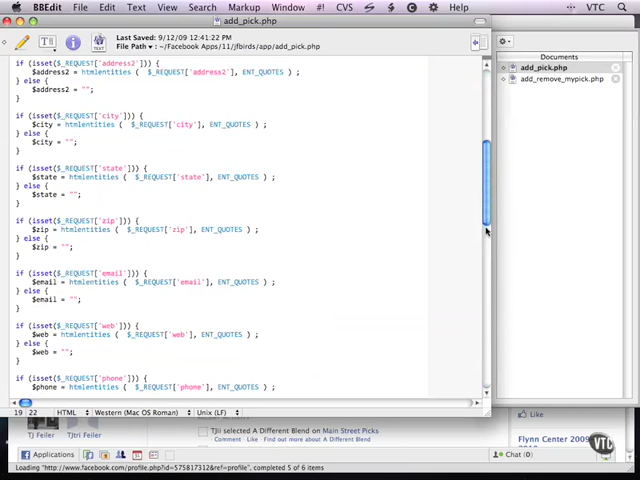 BBEdit File Edit Text View Search Markup Window #! CVS Help VTC
add_pick.php
Last Saved: 9/12/09 12:41:22 PM
File Path ▾: ~/Facebook Apps/11/jfbirds/app/add_pick.php
TEXT
Documents
add_pick.php
add_remove_mypick.php
if (isset($_REQUEST['address2'])) {
$address2 = htmlentities ( $_REQUEST['address2'], ENT_QUOTES ) ;
} else {
$address2 = "";
}
if (isset($_REQUEST['city'])) {
$city = htmlentities ( $_REQUEST['city'], ENT_QUOTES ) ;
} else {
$city = "";
}
if (isset($_REQUEST['state'])) {
$state = htmlentities ( $_REQUEST['state'], ENT_QUOTES ) ;
} else {
$state = "";
}
if (isset($_REQUEST['zip'])) {
$zip = htmlentities ( $_REQUEST['zip'], ENT_QUOTES ) ;
} else {
$zip = "";
}
if (isset($_REQUEST['email'])) {
$email = htmlentities ( $_REQUEST['email'], ENT_QUOTES ) ;
} else {
$email = "";
}
if (isset($_REQUEST['web'])) {
$web = htmlentities ( $_REQUEST['web'], ENT_QUOTES ) ;
} else {
$web = "";
}
if (isset($_REQUEST['phone'])) {
$phone = htmlentities ( $_REQUEST['phone'], ENT_QUOTES ) ;
19 22 HTML Western (Mac OS Roman) Unix (LF)
Like
TJ Feiler TJtri Feiler
TJii selected A Different Blend on Main Street Picks
Comment Like Find out more about A Different Blend
Flynn Center 2009
VTC
Applications
Chat (0)
Loading "http://www.facebook.com/profile.php?id=575817312&ref=profile", completed 5 of 6 items